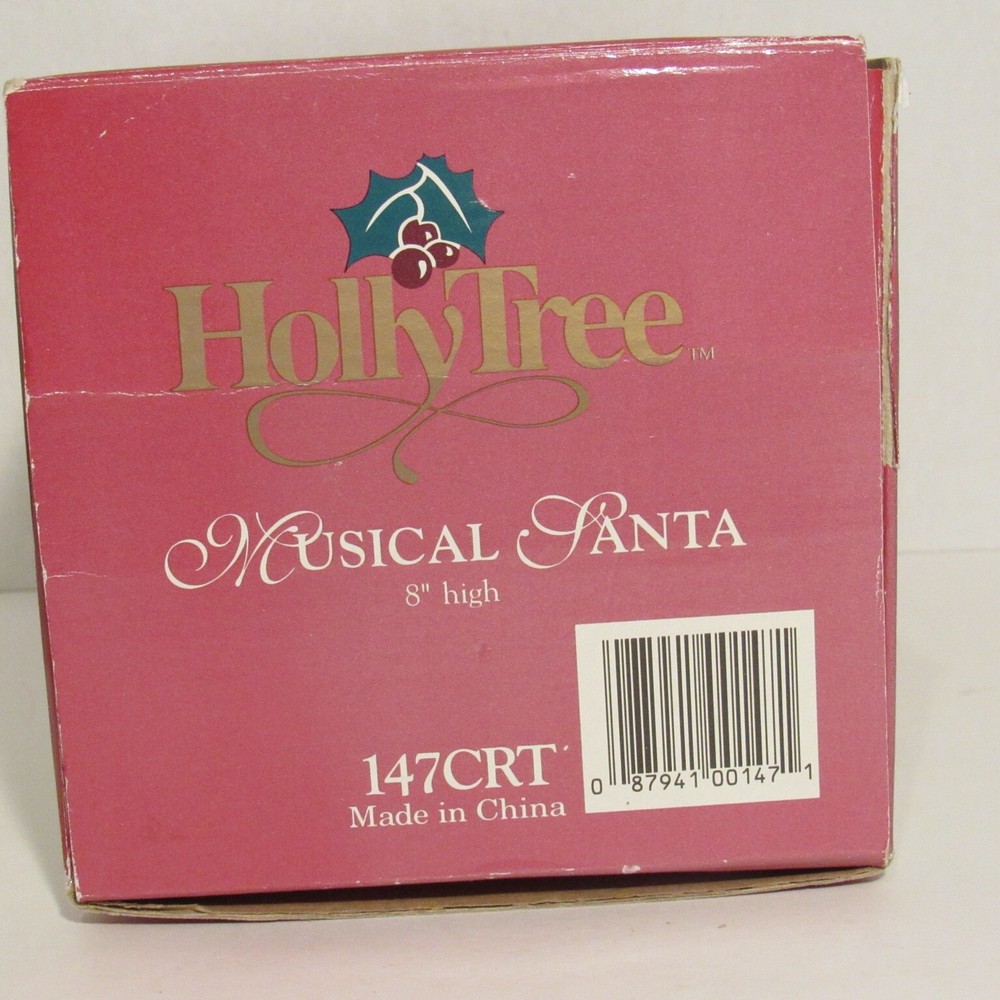 HollyTree™
MUSICAL SANTA
8" high
147CRT
Made in China
0 87941 00147 1